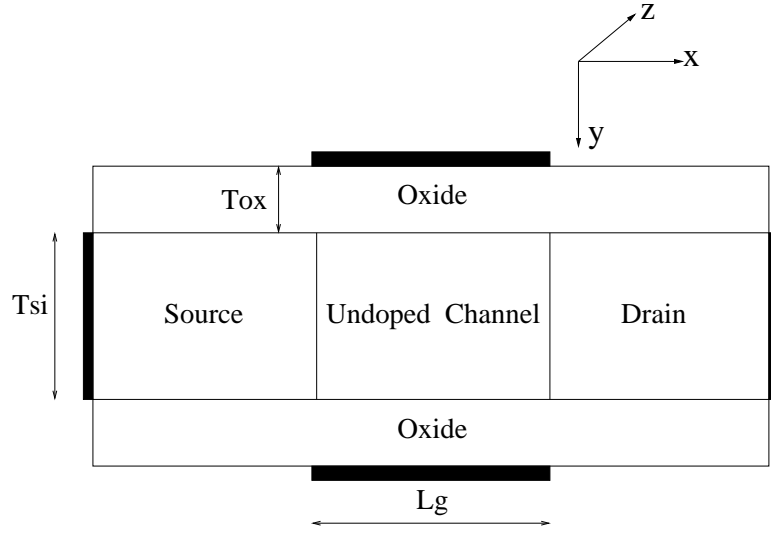 z
x
y
Tox
Oxide
Tsi
Source
Undoped Channel
Drain
Oxide
Lg